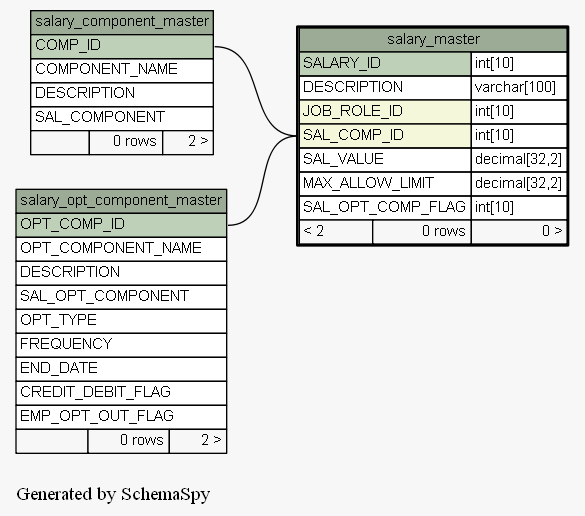 salary_component_master
COMP_ID
COMPONENT_NAME
DESCRIPTION
SAL_COMPONENT
0 rows 2 >
salary_master
SALARY_ID int[10]
DESCRIPTION varchar[100]
JOB_ROLE_ID int[10]
SAL_COMP_ID int[10]
SAL_VALUE decimal[32,2]
MAX_ALLOW_LIMIT decimal[32,2]
SAL_OPT_COMP_FLAG int[10]
< 2 0 rows 0 >
salary_opt_component_master
OPT_COMP_ID
OPT_COMPONENT_NAME
DESCRIPTION
SAL_OPT_COMPONENT
OPT_TYPE
FREQUENCY
END_DATE
CREDIT_DEBIT_FLAG
EMP_OPT_OUT_FLAG
0 rows 2 >
Generated by SchemaSpy